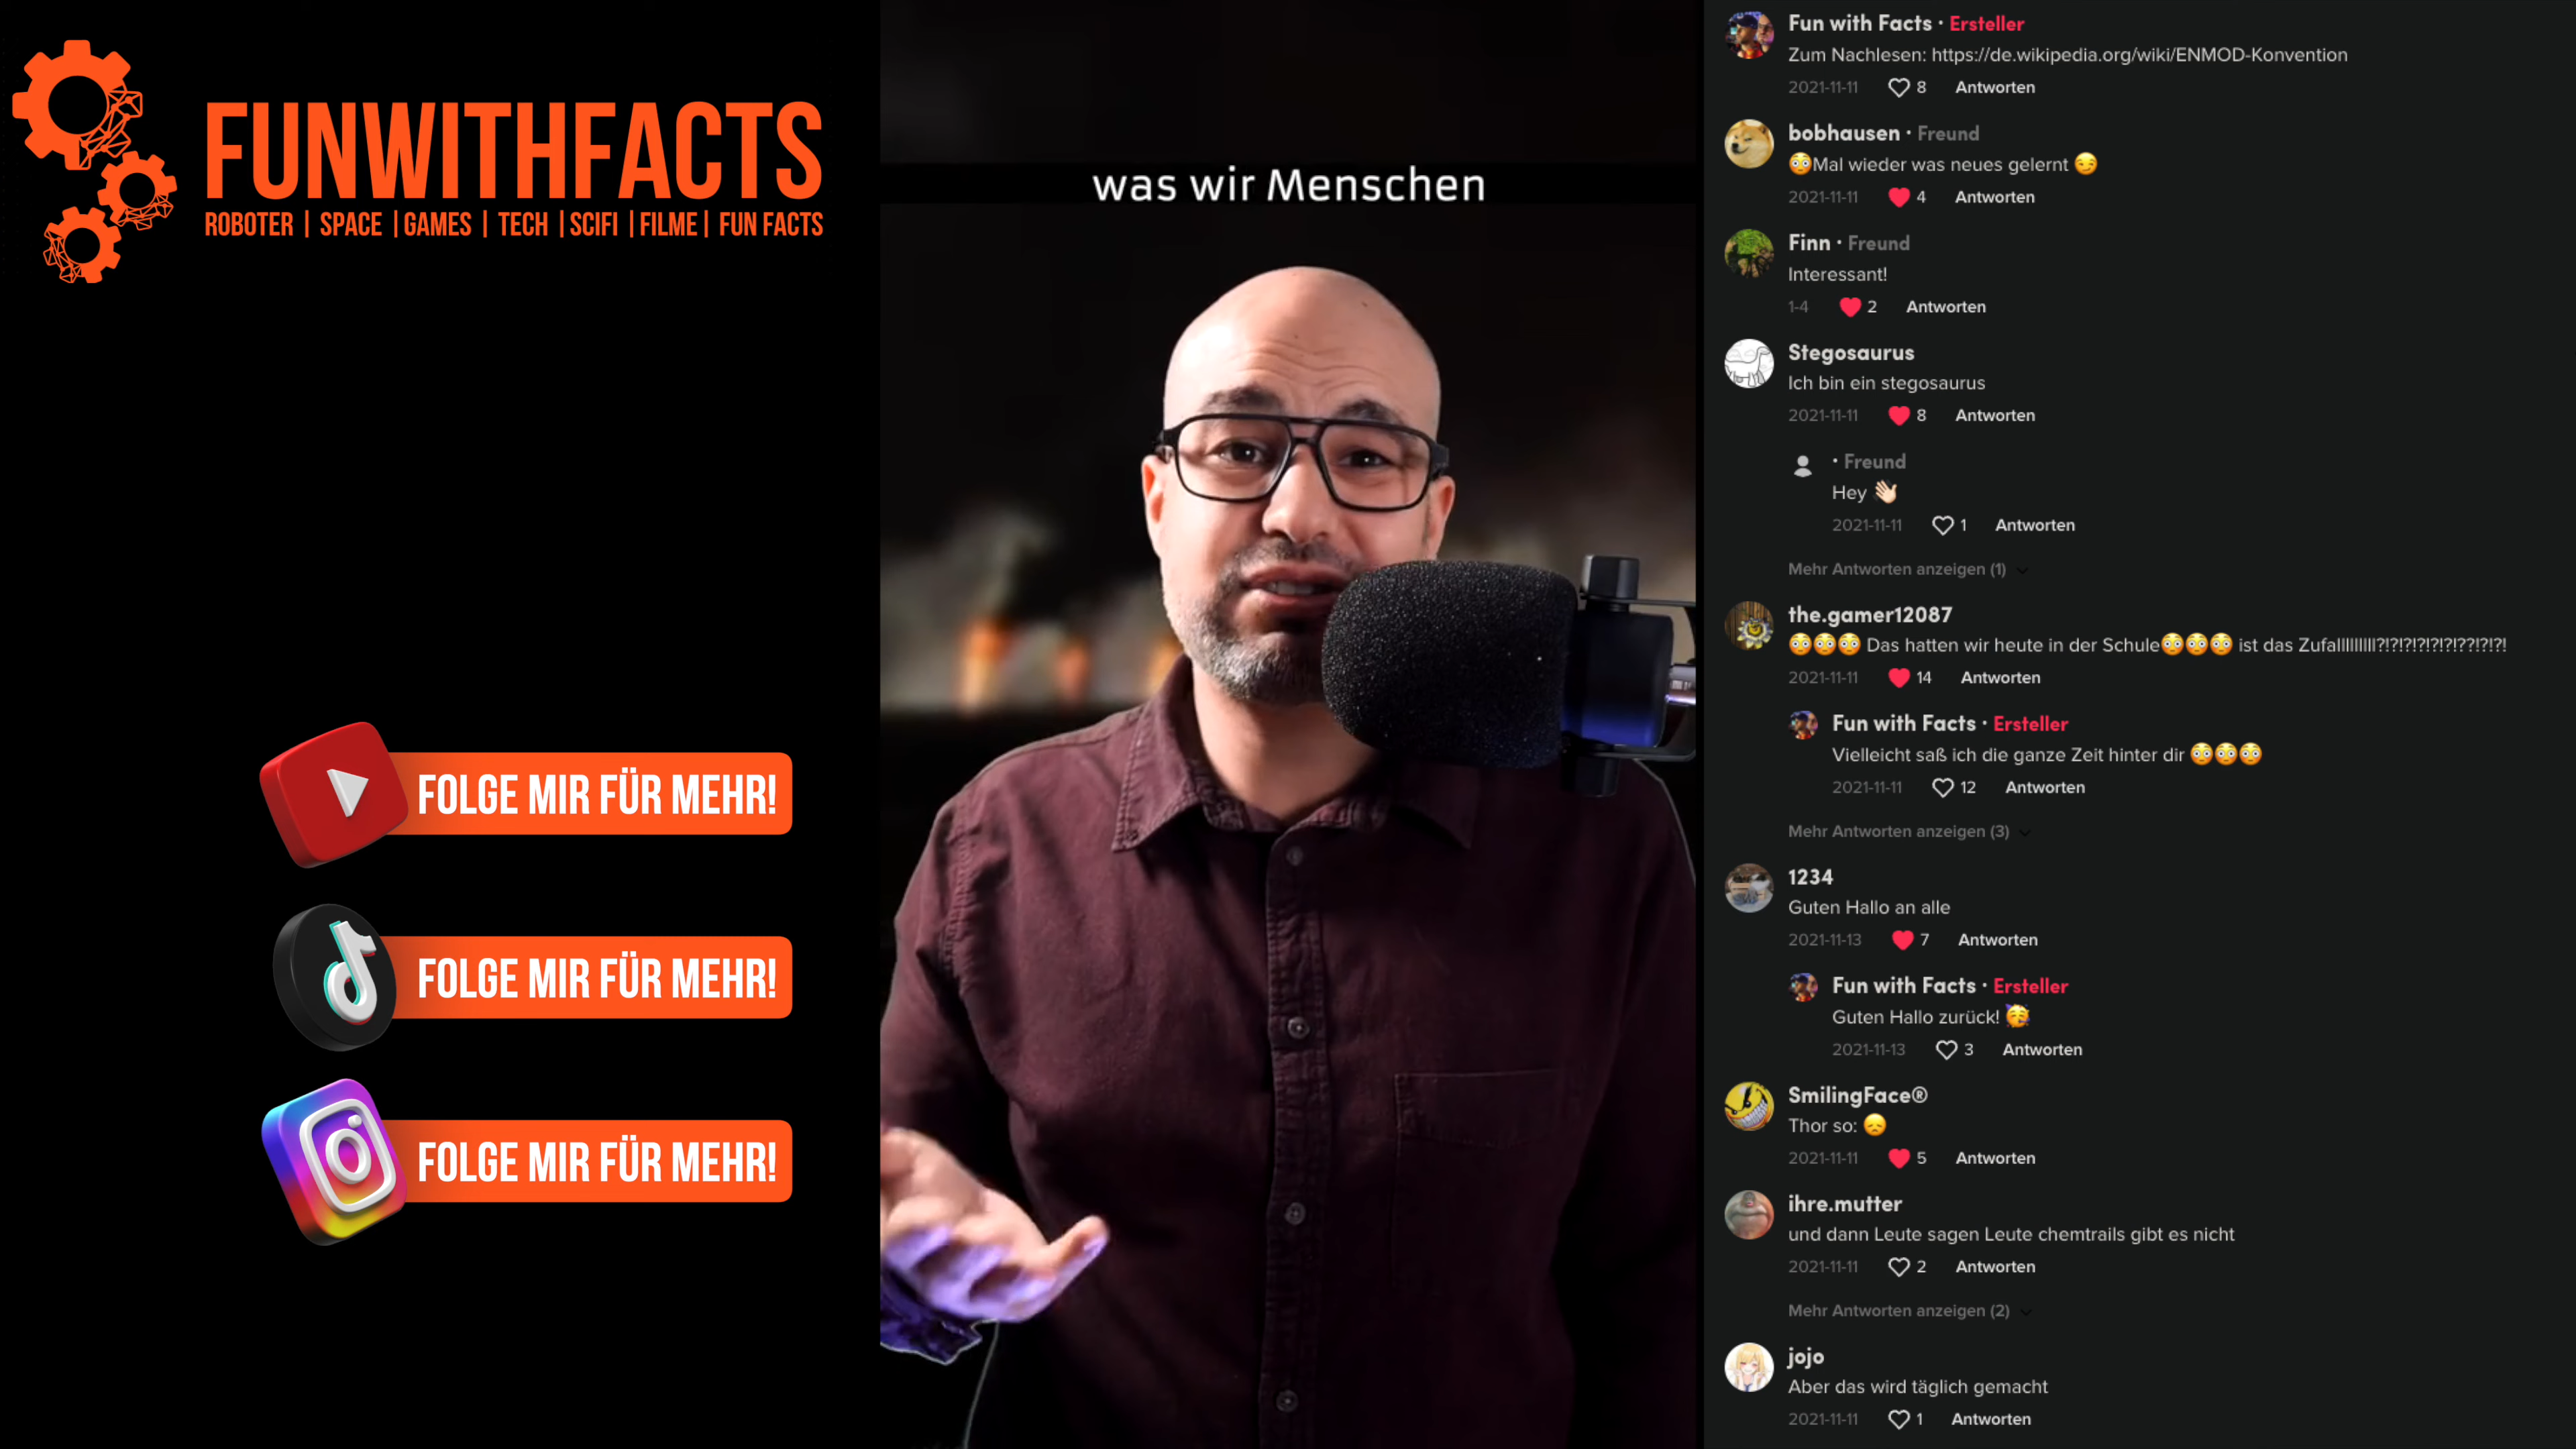 FUNWITHFACTS
ROBOTER | SPACE | GAMES | TECH | SCIFI | FILME | FUN FACTS
FOLGE MIR FÜR MEHR!
FOLGE MIR FÜR MEHR!
FOLGE MIR FÜR MEHR!
was wir Menschen
Fun with Facts · Ersteller
Zum Nachlesen: https://de.wikipedia.org/wiki/ENMOD-Konvention
2021-11-11 8 Antworten
bobhausen · Freund
😳Mal wieder was neues gelernt 😏
2021-11-11 4 Antworten
Finn · Freund
Interessant!
1-4 2 Antworten
Stegosaurus
Ich bin ein stegosaurus
2021-11-11 8 Antworten
· Freund
Hey 👋🏻
2021-11-11 1 Antworten
Mehr Antworten anzeigen (1)
the.gamer12087
😳😳😳 Das hatten wir heute in der Schule😳😳😳 ist das Zufalllllllll?!?!?!?!?!?!??!?!?!
2021-11-11 14 Antworten
Fun with Facts · Ersteller
Vielleicht saß ich die ganze Zeit hinter dir 😳😳😳
2021-11-11 12 Antworten
Mehr Antworten anzeigen (3)
1234
Guten Hallo an alle
2021-11-13 7 Antworten
Fun with Facts · Ersteller
Guten Hallo zurück! 🥳
2021-11-13 3 Antworten
SmilingFace®
Thor so: 😞
2021-11-11 5 Antworten
ihre.mutter
und dann Leute sagen Leute chemtrails gibt es nicht
2021-11-11 2 Antworten
Mehr Antworten anzeigen (2)
jojo
Aber das wird täglich gemacht
2021-11-11 1 Antworten